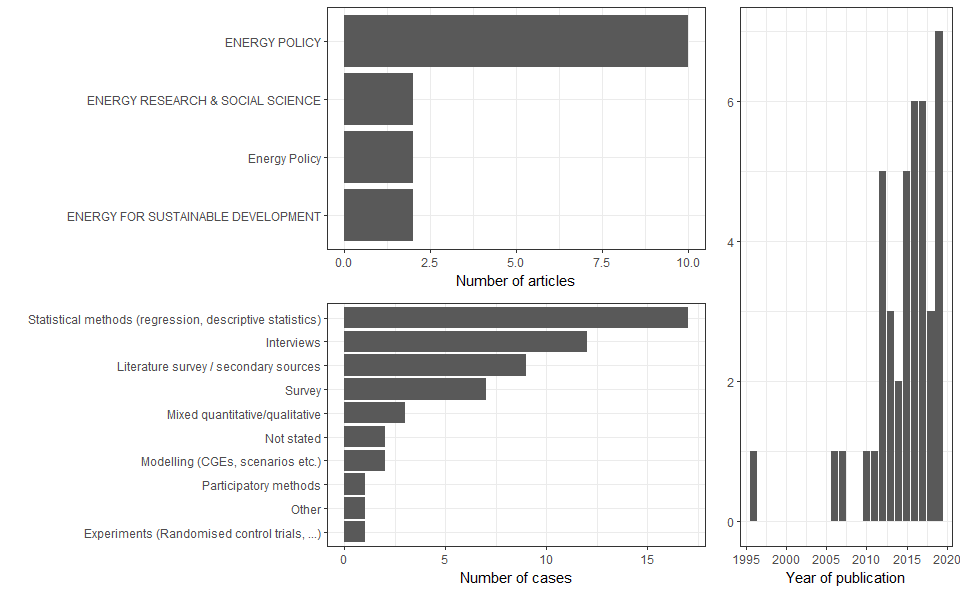 ENERGY POLICY
ENERGY RESEARCH & SOCIAL SCIENCE
Energy Policy
ENERGY FOR SUSTAINABLE DEVELOPMENT
0.0 2.5 5.0 7.5 10.0
Number of articles
Statistical methods (regression, descriptive statistics)
Interviews
Literature survey / secondary sources
Survey
Mixed quantitative/qualitative
Not stated
Modelling (CGEs, scenarios etc.)
Participatory methods
Other
Experiments (Randomised control trials, ...)
0 5 10 15
Number of cases
6
4
2
0
1995 2000 2005 2010 2015 2020
Year of publication